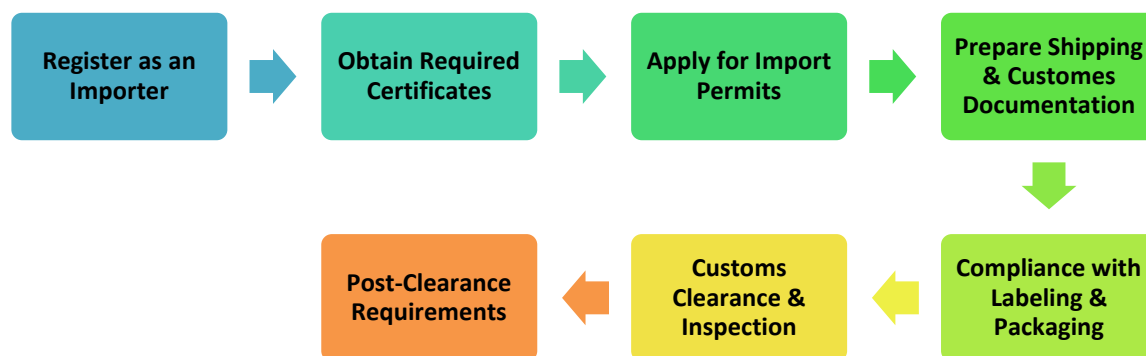 Register as an
Importer
Obtain Required
Certificates
Apply for Import
Permits
Prepare Shipping
& Customes
Documentation
Compliance with
Labeling &
Packaging
Customs
Clearance &
Inspection
Post-Clearance
Requirements